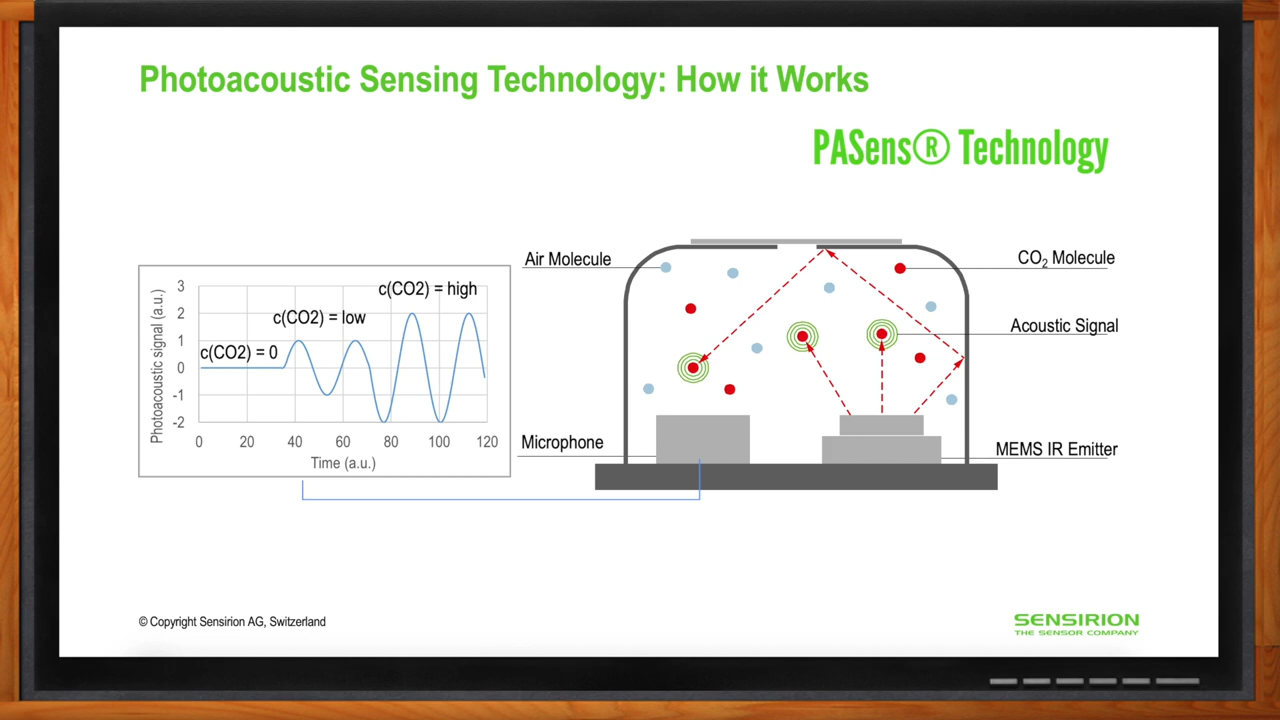 Photoacoustic Sensing Technology: How it Works
PASens® Technology
Air Molecule
CO₂ Molecule
Acoustic Signal
Microphone
MEMS IR Emitter
Photoacoustic signal (a.u.)
3
2
1
0
-1
-2
c(CO2) = high
c(CO2) = low
c(CO2) = 0
0 20 40 60 80 100 120
Time (a.u.)
© Copyright Sensirion AG, Switzerland
SENSIRION
THE SENSOR COMPANY